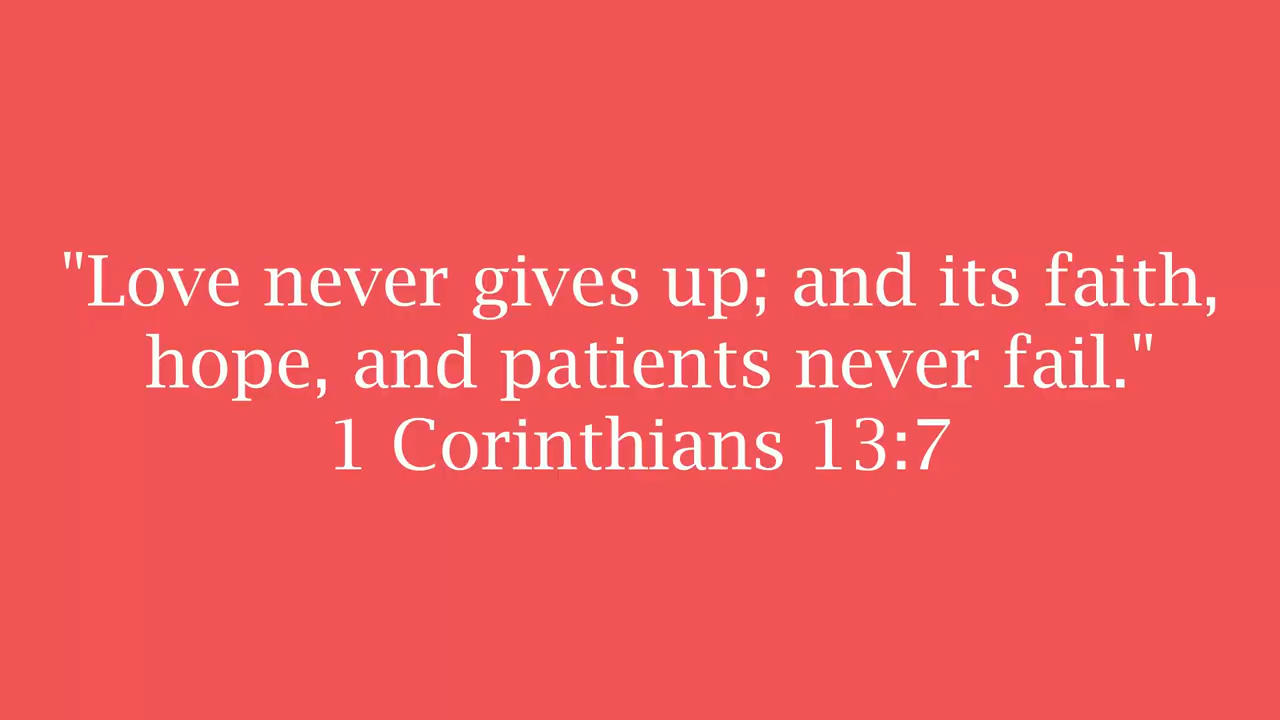 "Love never gives up; and its faith,
hope, and patients never fail."
1 Corinthians 13:7